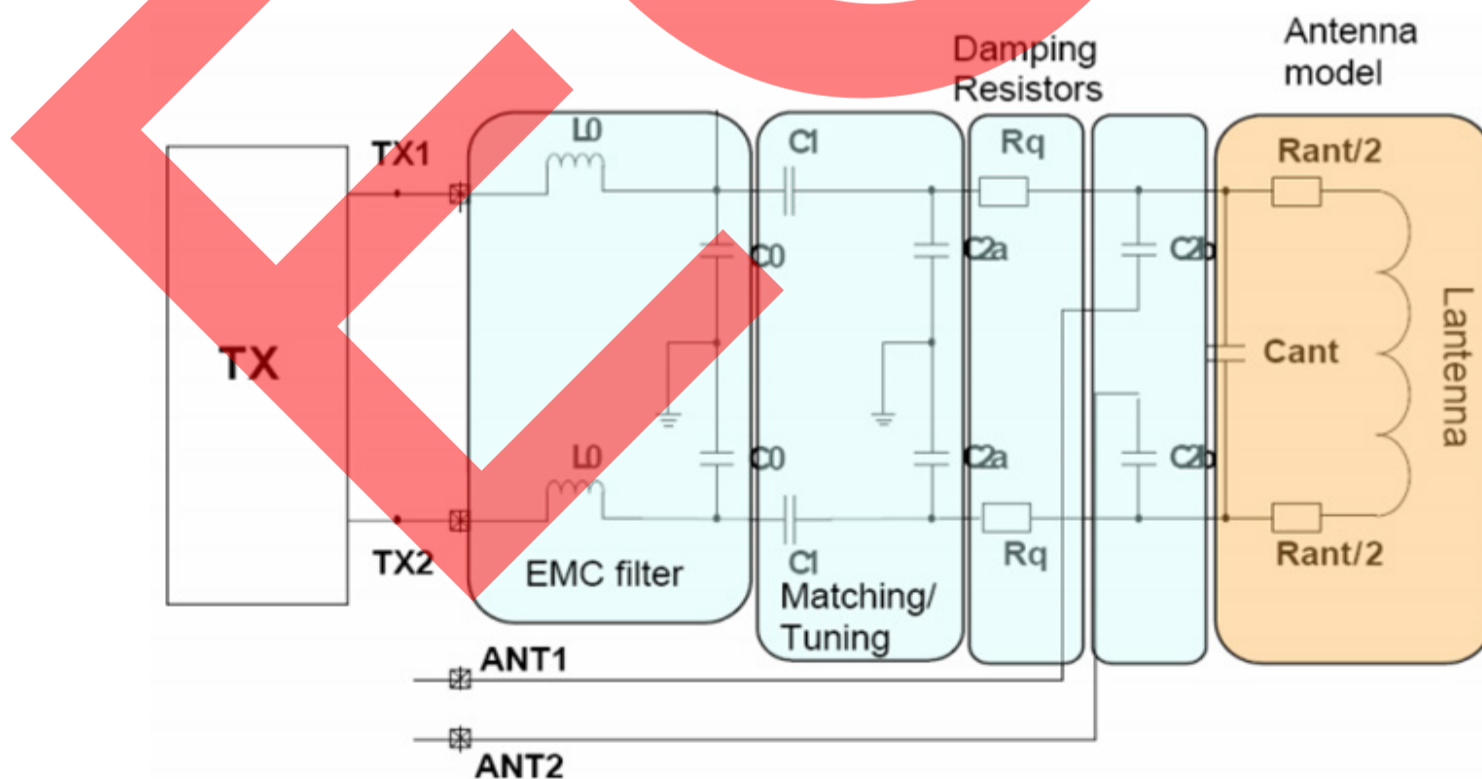 Damping
Resistors
Antenna
model
TX1
L0
C1
Rq
Rant/2
C0
C2a
C2b
TX
Cant
Lantenna
L0
C0
C2a
C2b
TX2
EMC filter
C1
Rq
Rant/2
Matching/
Tuning
ANT1
ANT2